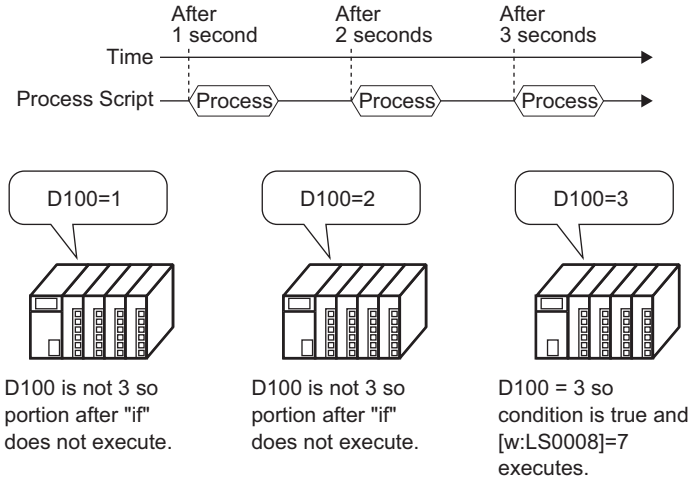 After
1 second
After
2 seconds
After
3 seconds
Time
Process Script
Process
Process
Process
D100=1
D100=2
D100=3
D100 is not 3 so
portion after "if"
does not execute.
D100 is not 3 so
portion after "if"
does not execute.
D100 = 3 so
condition is true and
[w:LS0008]=7
executes.